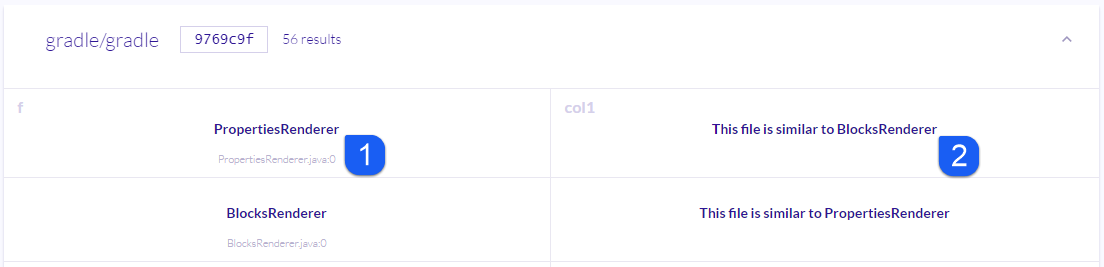 gradle/gradle 9769c9f 56 results
f col1
PropertiesRenderer This file is similar to BlocksRenderer
PropertiesRenderer.java:0 1 2
BlocksRenderer This file is similar to PropertiesRenderer
BlocksRenderer.java:0